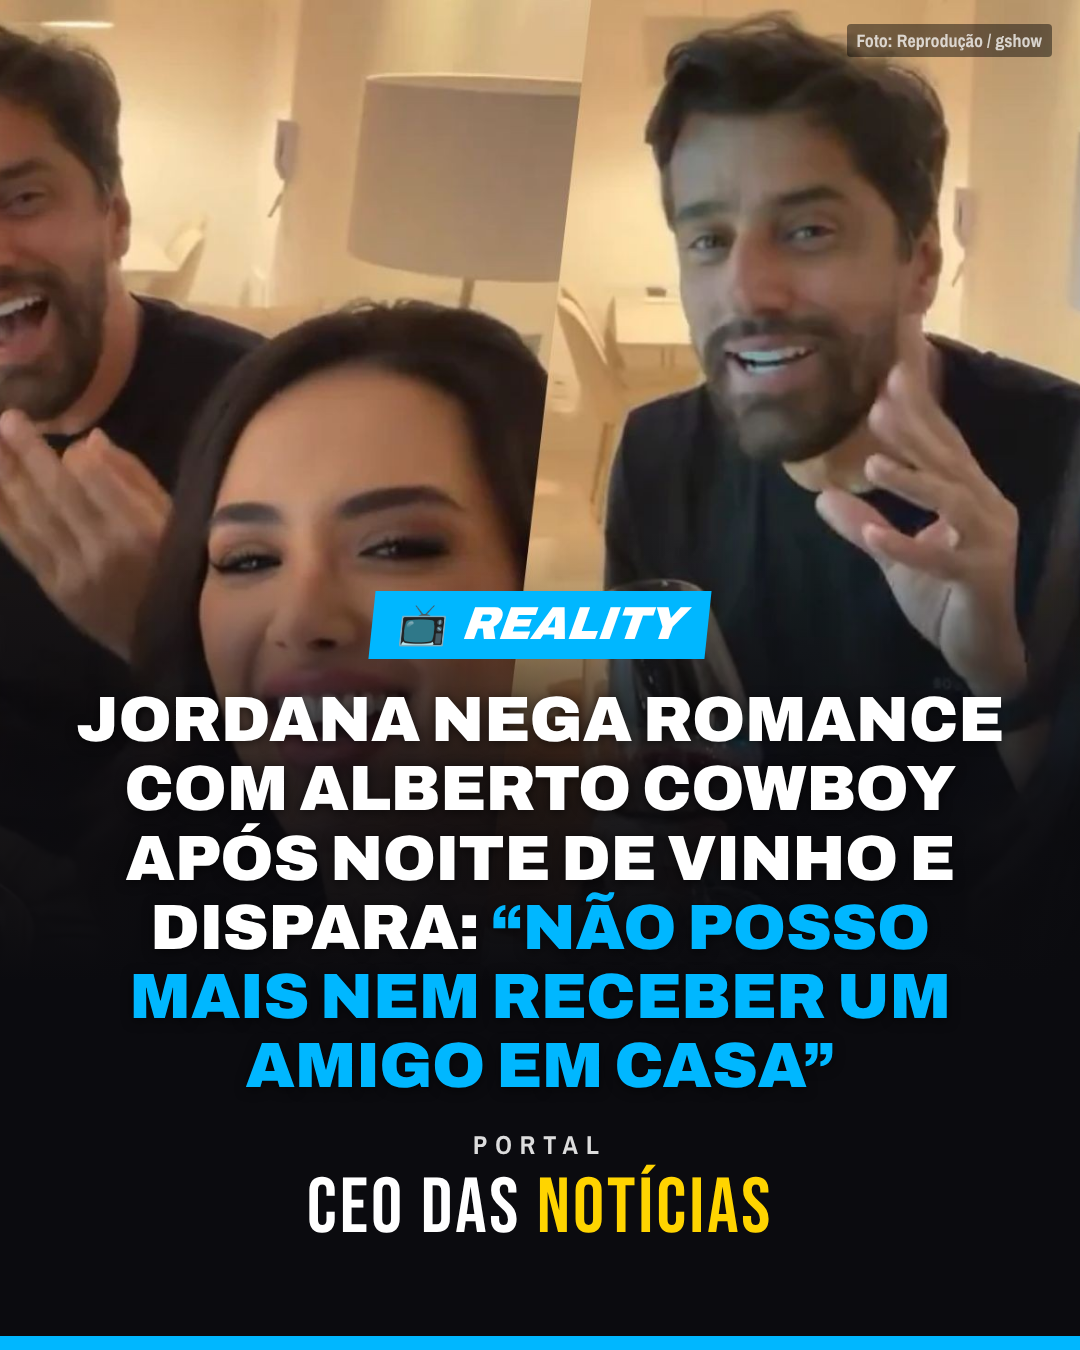 Foto: Reprodução / gshow
REALITY
JORDANA NEGA ROMANCE
COM ALBERTO COWBOY
APÓS NOITE DE VINHO E
DISPARA: “NÃO POSSO
MAIS NEM RECEBER UM
AMIGO EM CASA”
PORTAL
CEO DAS NOTÍCIAS